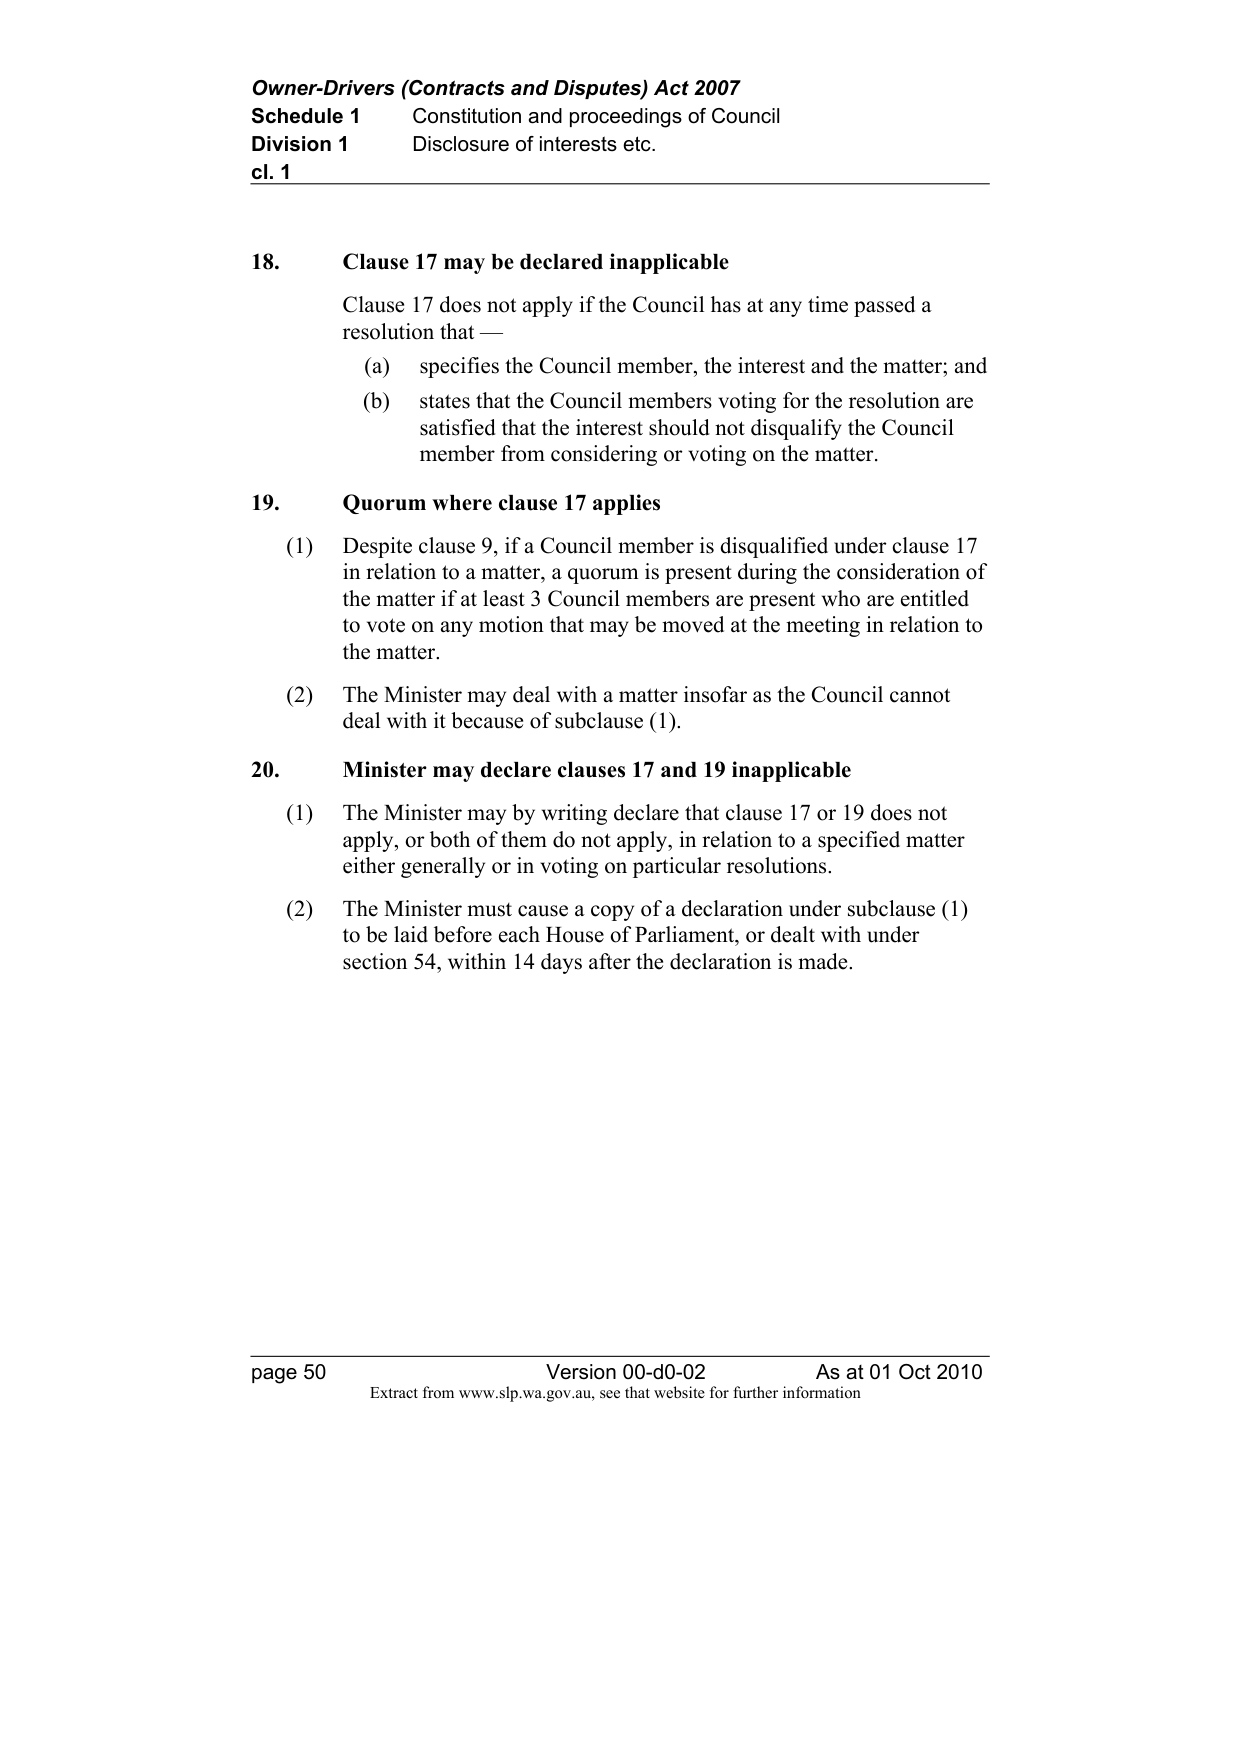 Owner-Drivers (Contracts and Disputes) Act 2007
Schedule 1 Constitution and proceedings of Council
Division 1 Disclosure of interests etc.
cl. 1
18. Clause 17 may be declared inapplicable
Clause 17 does not apply if the Council has at any time passed a
resolution that —
(a) specifies the Council member, the interest and the matter; and
(b) states that the Council members voting for the resolution are
satisfied that the interest should not disqualify the Council
member from considering or voting on the matter.
19. Quorum where clause 17 applies
(1) Despite clause 9, if a Council member is disqualified under clause 17
in relation to a matter, a quorum is present during the consideration of
the matter if at least 3 Council members are present who are entitled
to vote on any motion that may be moved at the meeting in relation to
the matter.
(2) The Minister may deal with a matter insofar as the Council cannot
deal with it because of subclause (1).
20. Minister may declare clauses 17 and 19 inapplicable
(1) The Minister may by writing declare that clause 17 or 19 does not
apply, or both of them do not apply, in relation to a specified matter
either generally or in voting on particular resolutions.
(2) The Minister must cause a copy of a declaration under subclause (1)
to be laid before each House of Parliament, or dealt with under
section 54, within 14 days after the declaration is made.
page 50 Version 00-d0-02 As at 01 Oct 2010
Extract from www.slp.wa.gov.au, see that website for further information